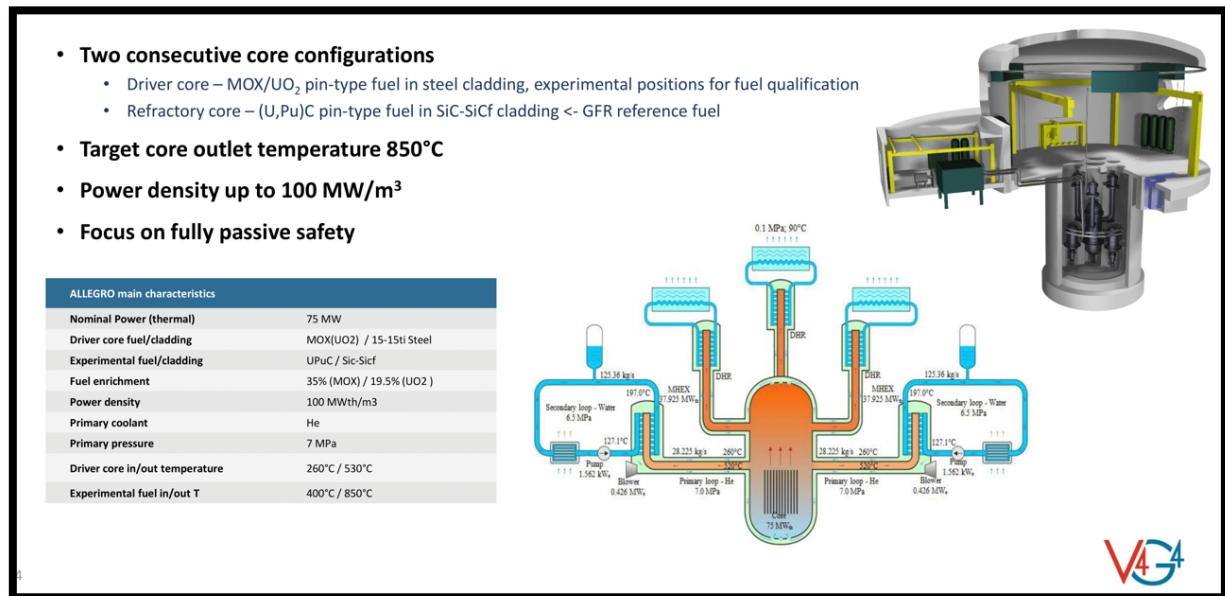 • Two consecutive core configurations
• Driver core – MOX/UO₂ pin-type fuel in steel cladding, experimental positions for fuel qualification
• Refractory core – (U,Pu)C pin-type fuel in SiC-SiCf cladding <- GFR reference fuel
• Target core outlet temperature 850°C
• Power density up to 100 MW/m³
• Focus on fully passive safety
ALLEGRO main characteristics
Nominal Power (thermal) 75 MW
Driver core fuel/cladding MOX(UO2) / 15-15ti Steel
Experimental fuel/cladding UPuC / Sic-Sicf
Fuel enrichment 35% (MOX) / 19.5% (UO2 )
Power density 100 MWth/m3
Primary coolant He
Primary pressure 7 MPa
Driver core in/out temperature 260°C / 530°C
Experimental fuel in/out T 400°C / 850°C
0.1 MPa; 90°C
DHR
DHR
DHR
125.36 kg/s
197.0°C
MHEX
37.925 MWₜₕ
Secondary loop - Water
6.5 MPa
127.1°C
Pump
1.562 kWₑ
Blower
0.426 MWₑ
28.225 kg/s 260°C
520°C
Primary loop - He
7.0 MPa
Core
75 MWₜₕ
28.225 kg/s 260°C
520°C
Primary loop - He
7.0 MPa
MHEX
37.925 MWₜₕ
125.36 kg/s
197.0°C
Secondary loop - Water
6.5 MPa
127.1°C
Pump
1.562 kWₑ
Blower
0.426 MWₑ
V4G4
4